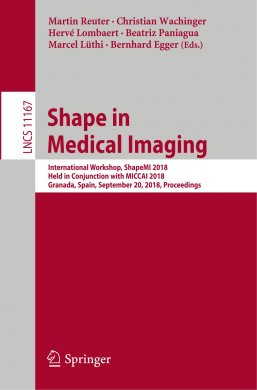 Martin Reuter · Christian Wachinger
Hervé Lombaert · Beatriz Paniagua
Marcel Lüthi · Bernhard Egger (Eds.)
LNCS 11167
Shape in
Medical Imaging
International Workshop, ShapeMI 2018
Held in Conjunction with MICCAI 2018
Granada, Spain, September 20, 2018, Proceedings
Springer